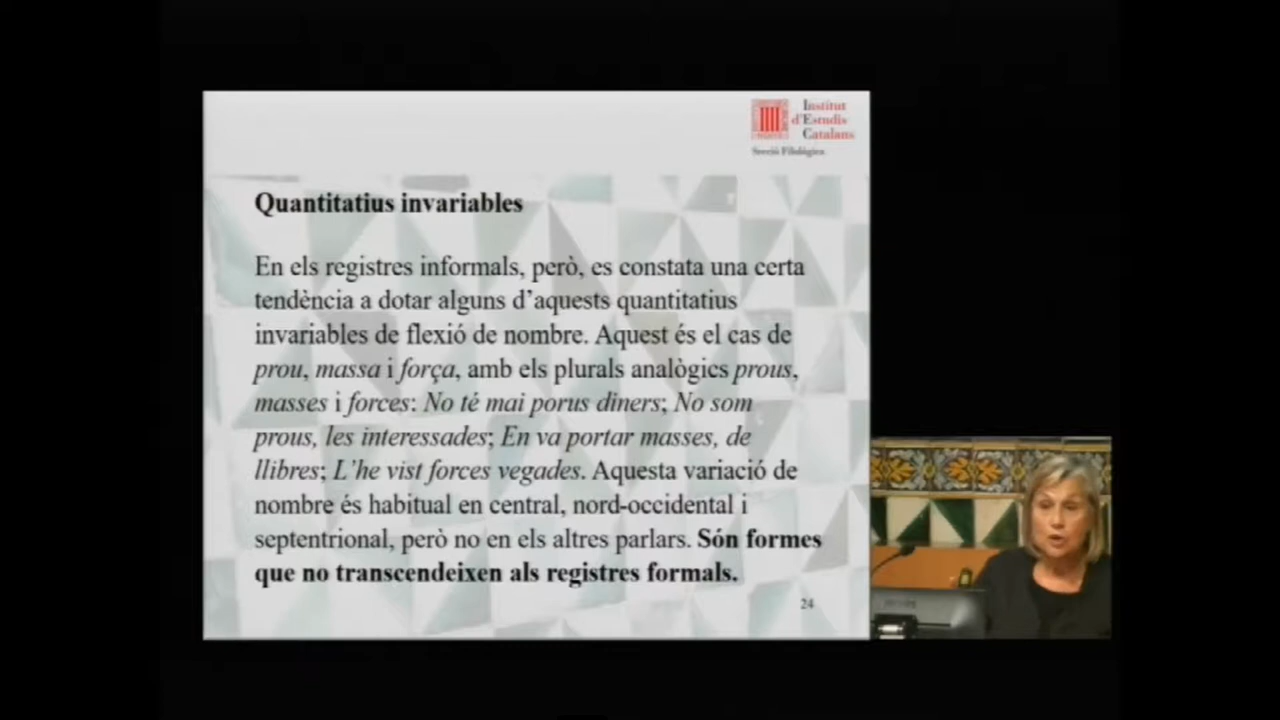 Institut
d'Estudis
Catalans
Secció Filològica
Quantitatius invariables
En els registres informals, però, es constata una certa
tendència a dotar alguns d'aquests quantitatius
invariables de flexió de nombre. Aquest és el cas de
prou, massa i força, amb els plurals analògics prous,
masses i forces: No té mai porus diners; No som
prous, les interessades; En va portar masses, de
llibres; L'he vist forces vegades. Aquesta variació de
nombre és habitual en central, nord-occidental i
septentrional, però no en els altres parlars. Són formes
que no transcendeixen als registres formals.
24